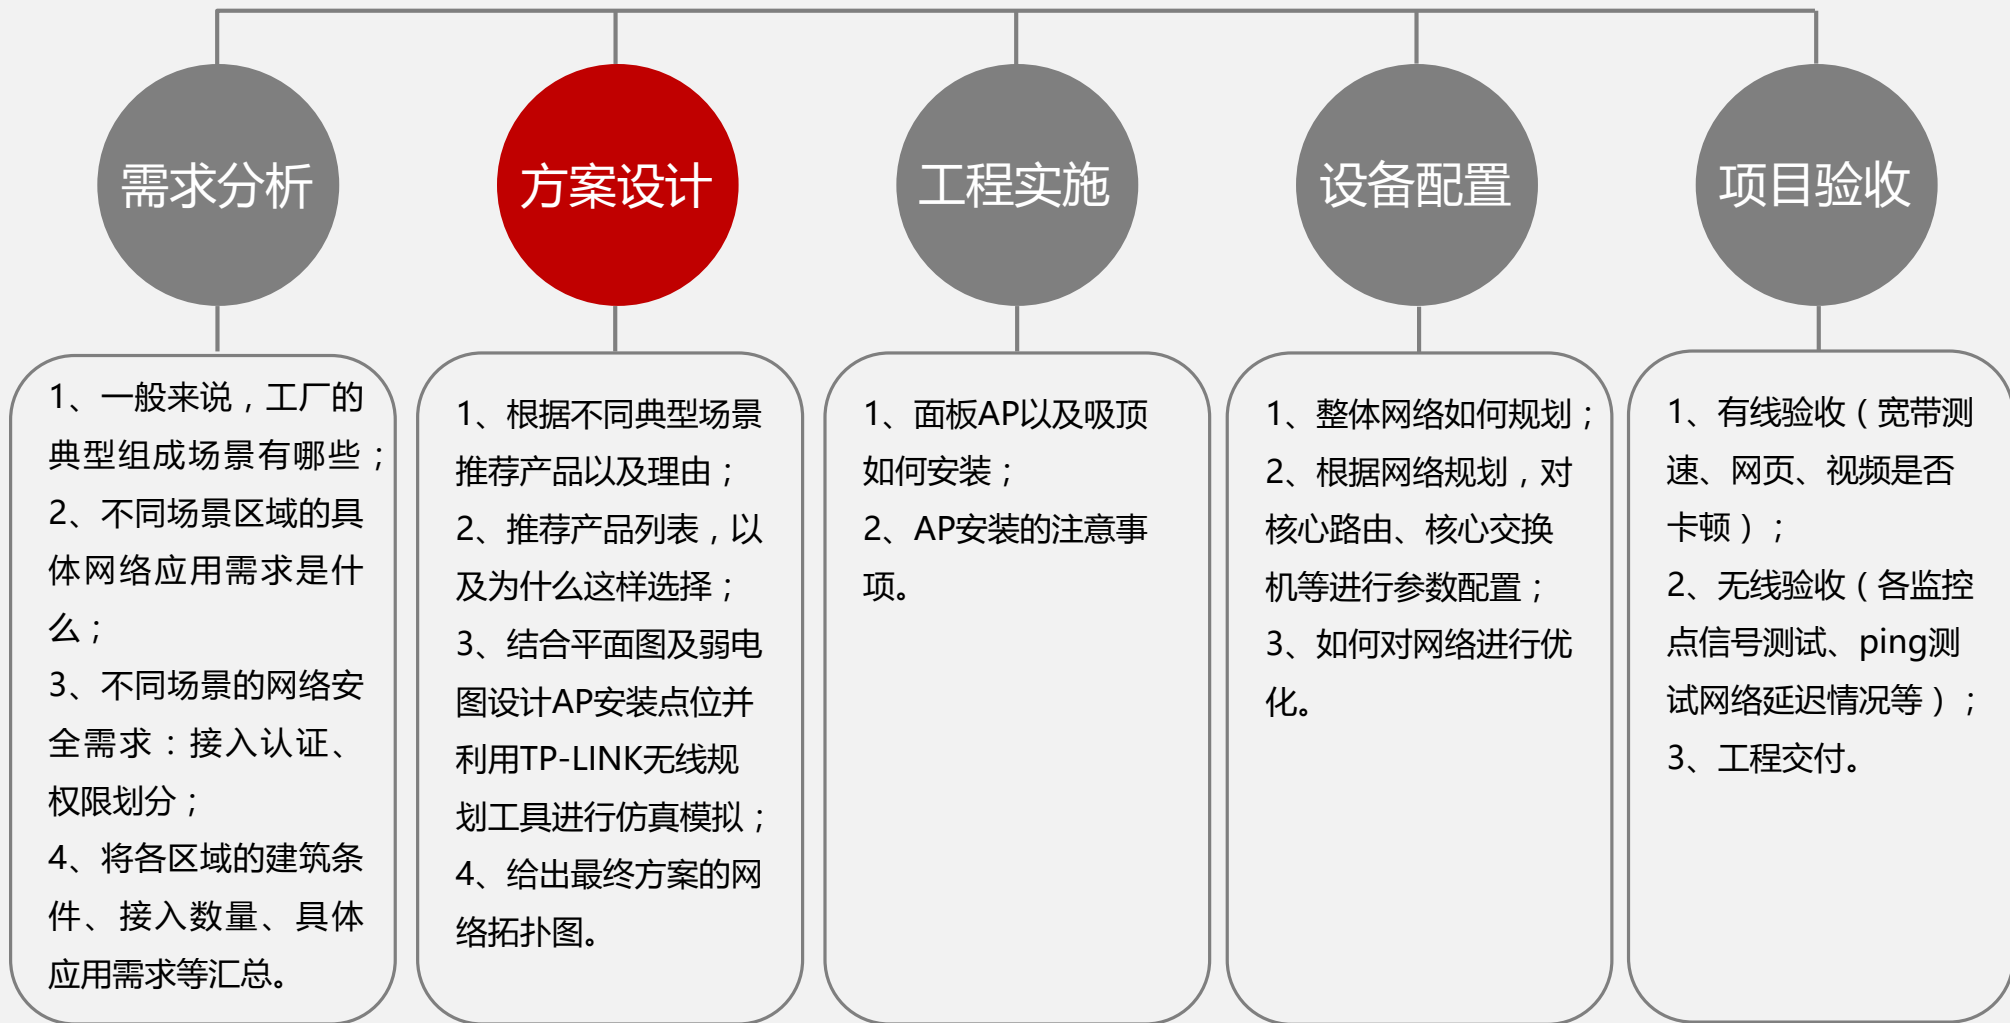 需求分析
方案设计
工程实施
设备配置
项目验收
1、一般来说，工厂的
典型组成场景有哪些；
2、不同场景区域的具
体网络应用需求是什
么；
3、不同场景的网络安
全需求：接入认证、
权限划分；
4、将各区域的建筑条
件、接入数量、具体
应用需求等汇总。
1、根据不同典型场景
推荐产品以及理由；
2、推荐产品列表，以
及为什么这样选择；
3、结合平面图及弱电
图设计AP安装点位并
利用TP-LINK无线规
划工具进行仿真模拟；
4、给出最终方案的网
络拓扑图。
1、面板AP以及吸顶
如何安装；
2、AP安装的注意事
项。
1、整体网络如何规划；
2、根据网络规划，对
核心路由、核心交换
机等进行参数配置；
3、如何对网络进行优
化。
1、有线验收（宽带测
速、网页、视频是否
卡顿）；
2、无线验收（各监控
点信号测试、ping测
试网络延迟情况等）；
3、工程交付。